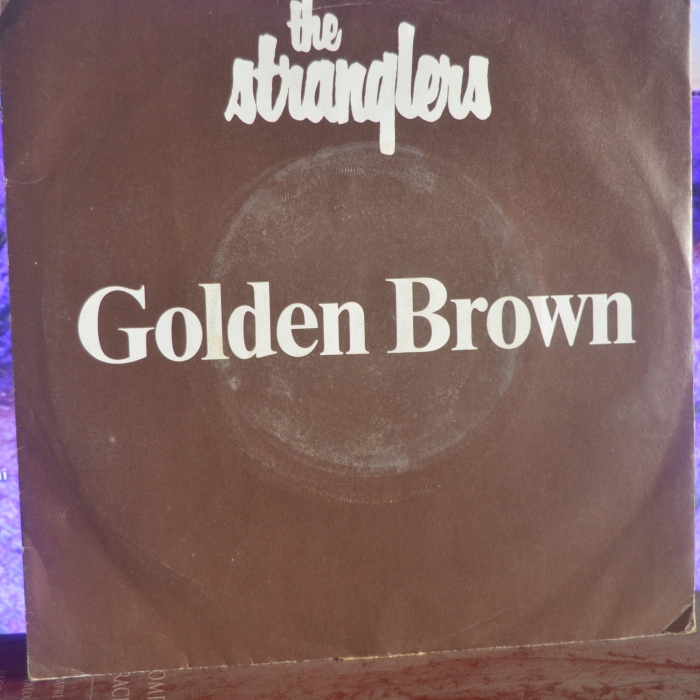 the
stranglers
Golden Brown